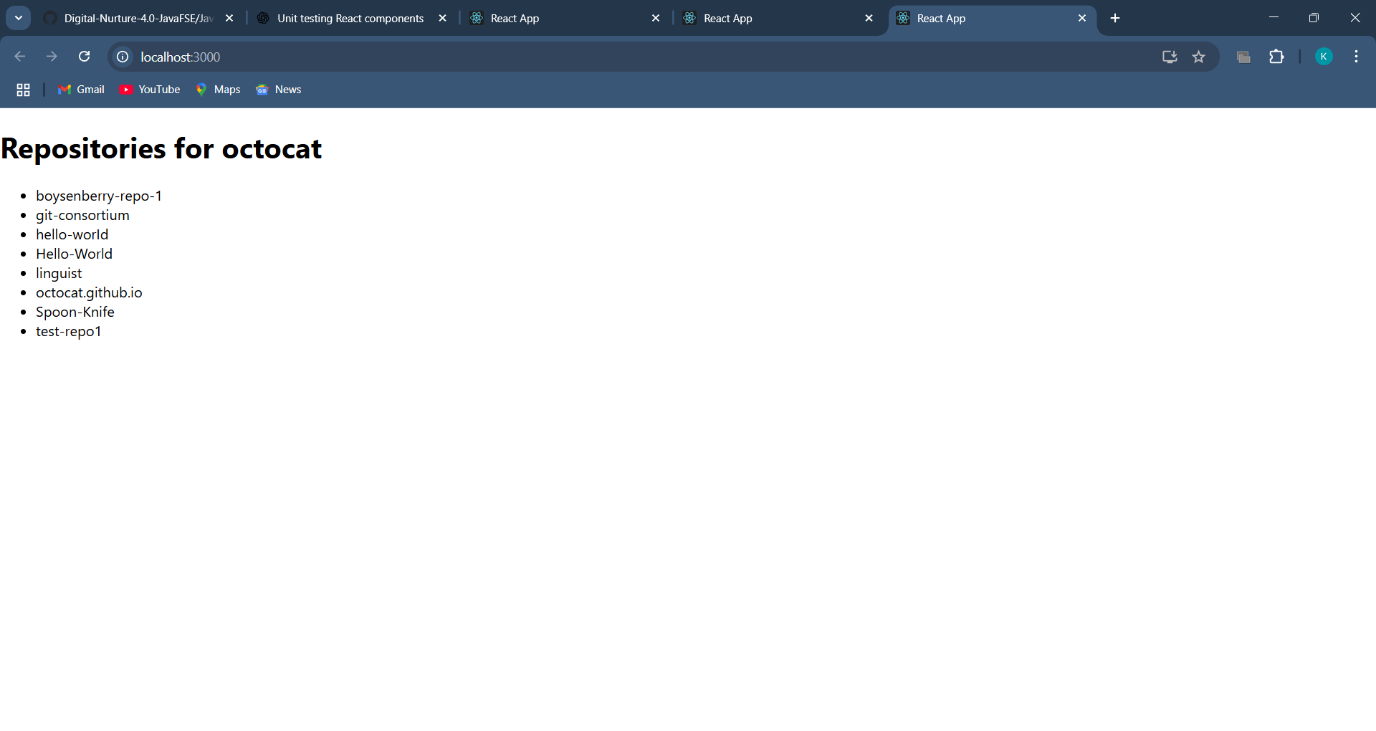 Digital-Nurture-4.0-JavaFSE/Jav
Unit testing React components
React App
React App
React App
localhost:3000
K
Gmail
YouTube
Maps
News
Repositories for octocat
boysenberry-repo-1
git-consortium
hello-world
Hello-World
linguist
octocat.github.io
Spoon-Knife
test-repo1